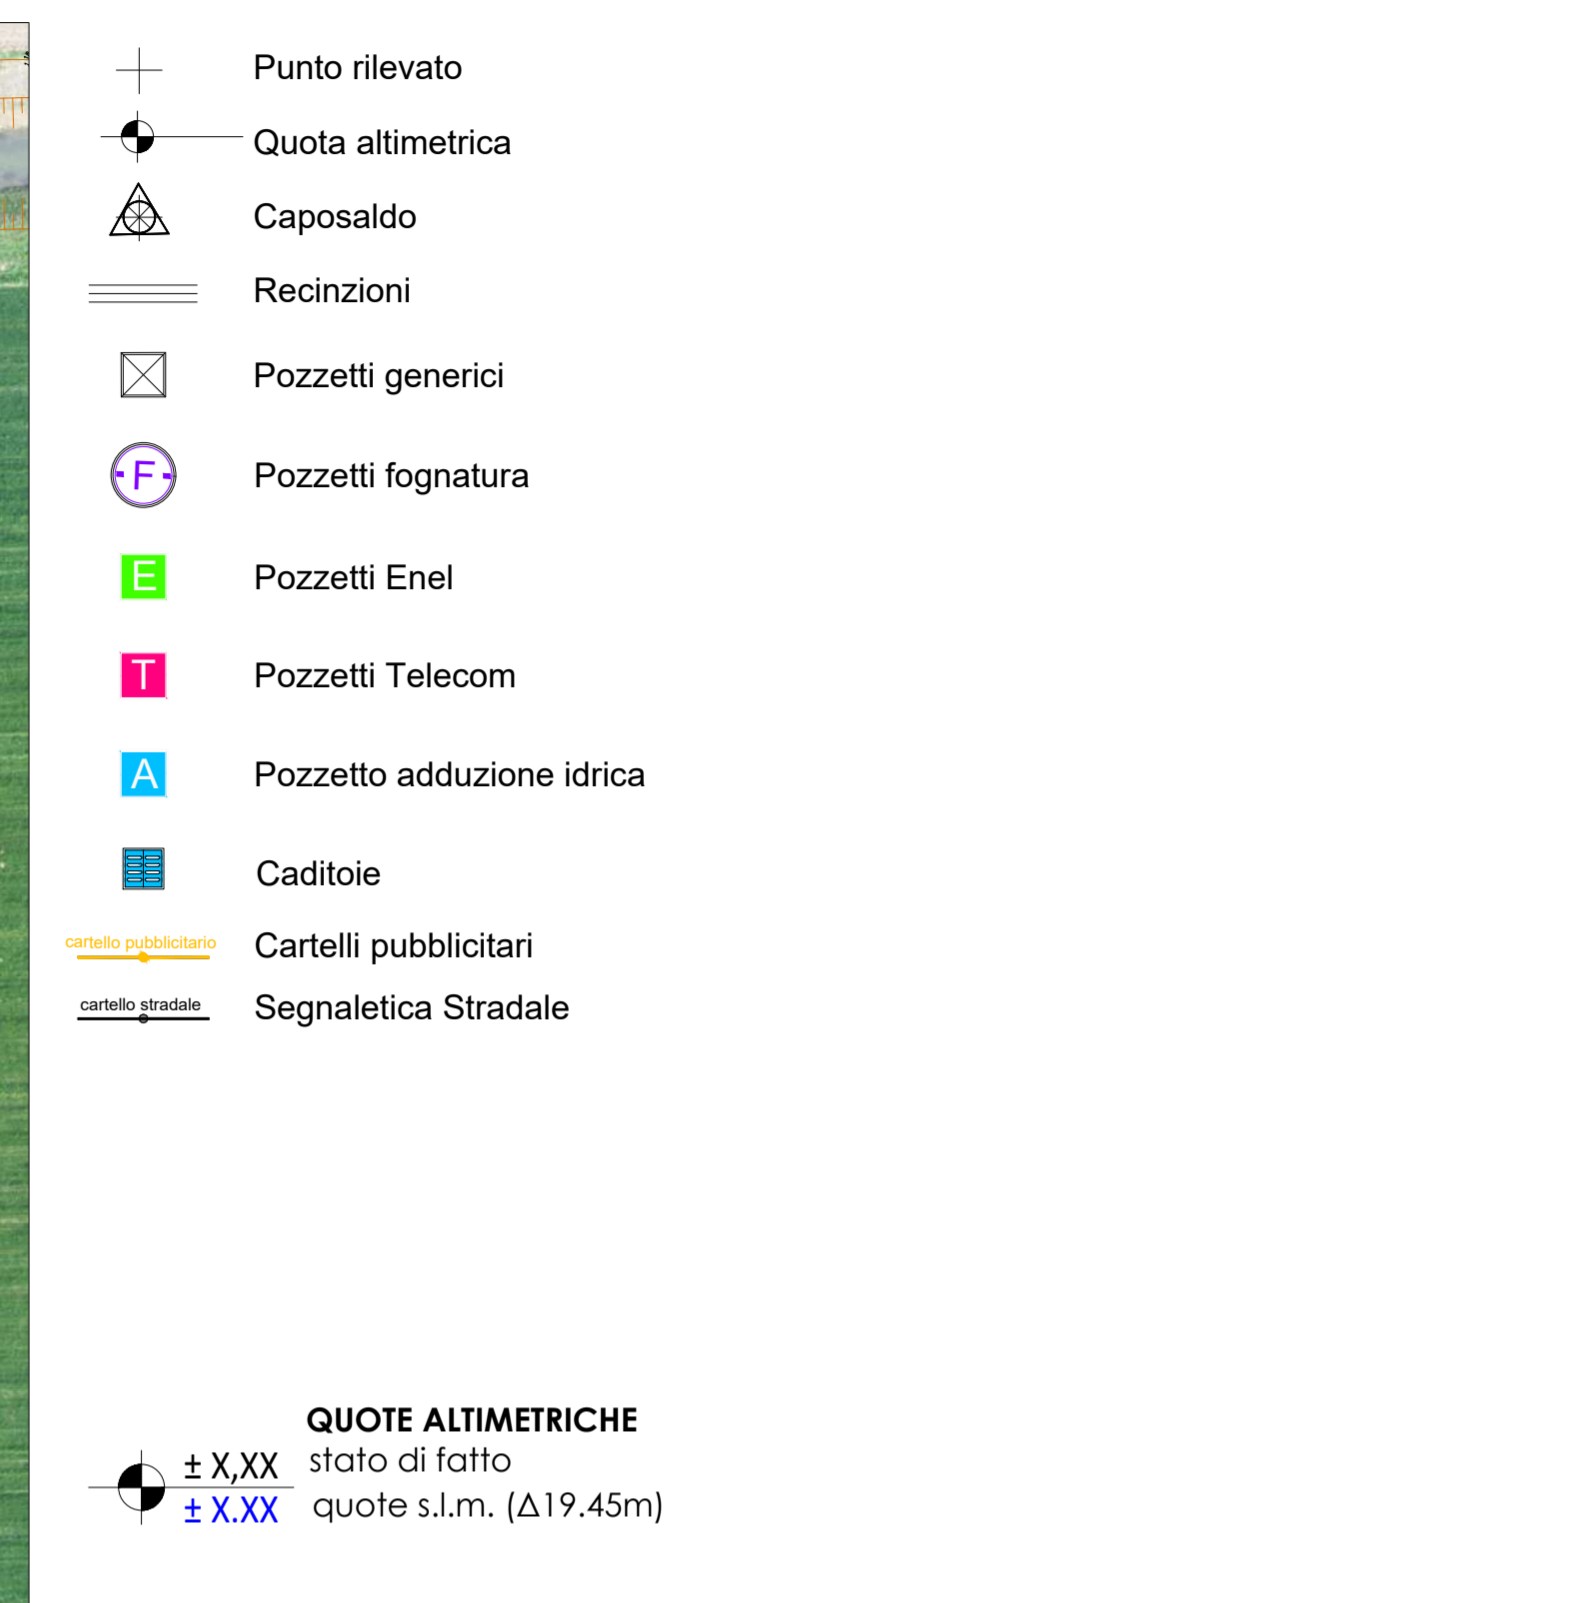 Punto rilevato
Quota altimetrica
Caposaldo
Recinzioni
Pozzetti generici
F Pozzetti fognatura
E Pozzetti Enel
T Pozzetti Telecom
A Pozzetto adduzione idrica
Caditoie
cartello pubblicitario Cartelli pubblicitari
cartello stradale Segnaletica Stradale
QUOTE ALTIMETRICHE
± X,XX stato di fatto
± X.XX quote s.l.m. (Δ19.45m)